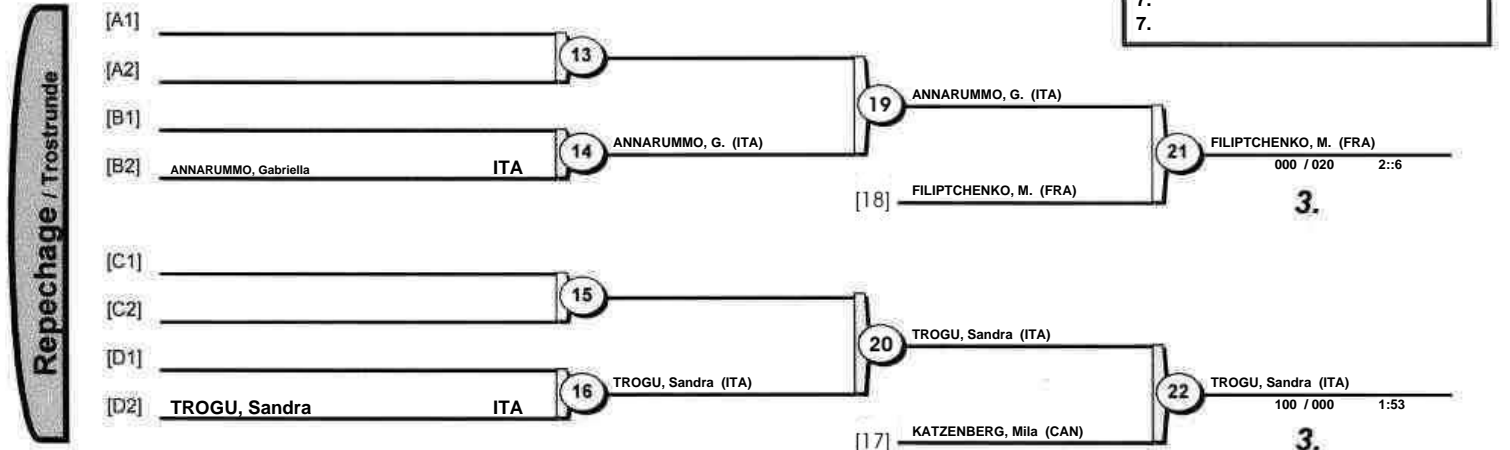 7.
7.
Repechage / Trostrunde
[A1]
13
[A2]
ANNARUMMO, G. (ITA)
19
[B1]
ANNARUMMO, G. (ITA)
14
FILIPTCHENKO, M. (FRA)
21
[B2] ANNARUMMO, Gabriella ITA
000 / 020 2::6
[18] FILIPTCHENKO, M. (FRA)
3.
[C1]
15
[C2]
TROGU, Sandra (ITA)
20
[D1]
TROGU, Sandra (ITA)
16
TROGU, Sandra (ITA)
22
[D2] TROGU, Sandra ITA
100 / 000 1:53
[17] KATZENBERG, Mila (CAN)
3.